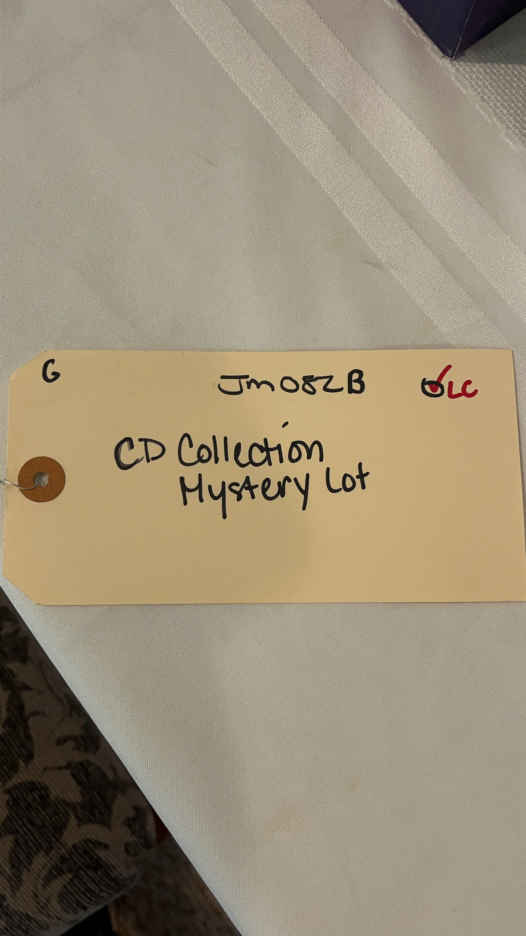 G JM082B LC
CD Collection
Mystery Lot